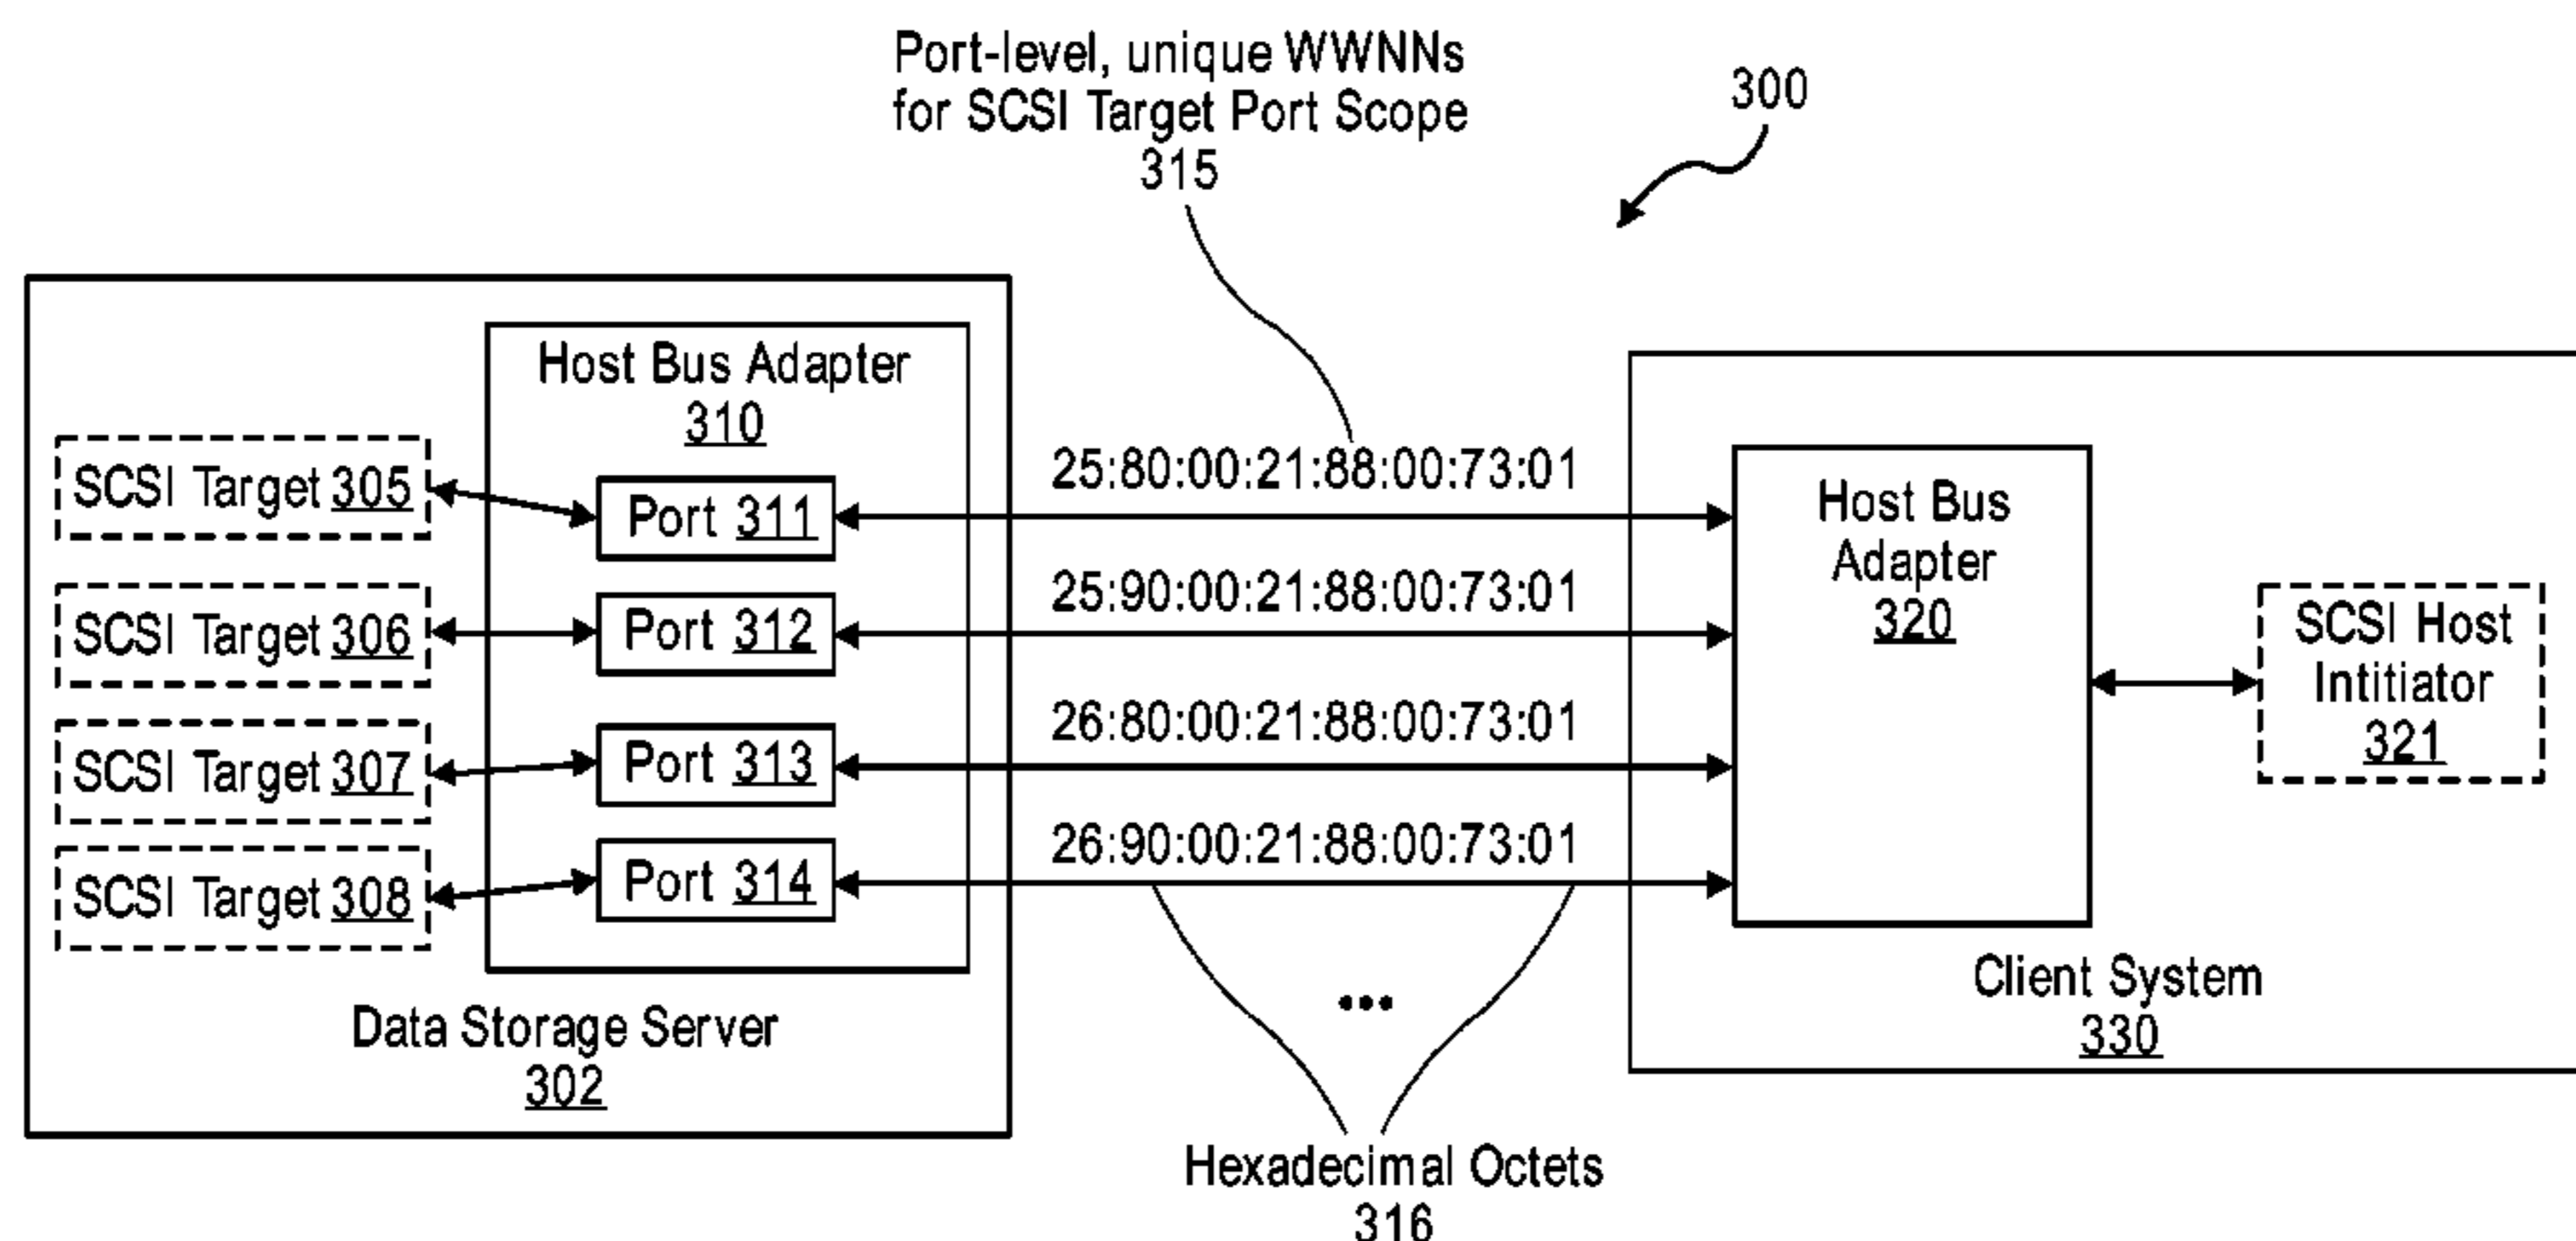 Port-level, unique WWNNs
for SCSI Target Port Scope
315
300
Host Bus Adapter
310
SCSI Target 305
Port 311
25:80:00:21:88:00:73:01
SCSI Target 306
Port 312
25:90:00:21:88:00:73:01
SCSI Target 307
Port 313
26:80:00:21:88:00:73:01
SCSI Target 308
Port 314
26:90:00:21:88:00:73:01
Data Storage Server
302
Host Bus
Adapter
320
SCSI Host
Intitiator
321
Client System
330
•••
Hexadecimal Octets
316